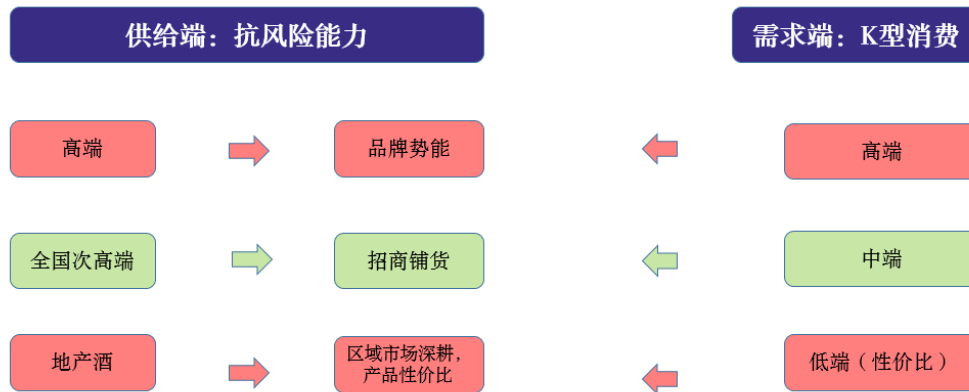 供给端：抗风险能力
需求端：K型消费
高端
品牌势能
高端
全国次高端
招商铺货
中端
地产酒
区域市场深耕，
产品性价比
低端（性价比）